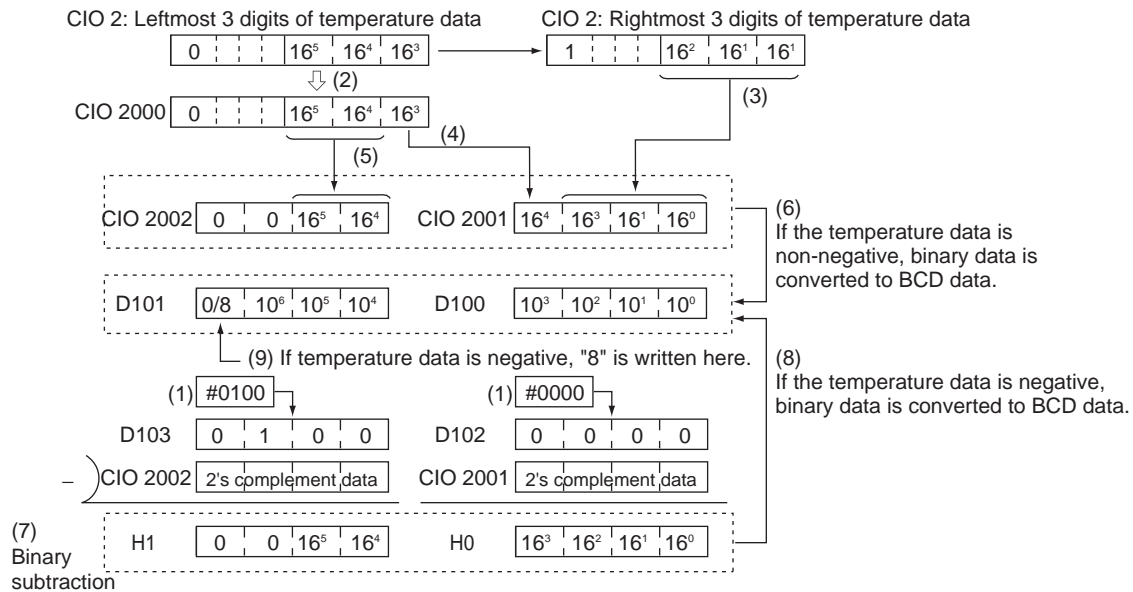 CIO 2: Leftmost 3 digits of temperature data
CIO 2: Rightmost 3 digits of temperature data
0 16⁵ 16⁴ 16³
1 16² 16¹ 16¹
(2)
(3)
CIO 2000 0 16⁵ 16⁴ 16³
(4)
(5)
CIO 2002 0 0 16⁵ 16⁴
CIO 2001 16⁴ 16³ 16¹ 16⁰
(6)
If the temperature data is
non-negative, binary data is
converted to BCD data.
D101 0/8 10⁶ 10⁵ 10⁴
D100 10³ 10² 10¹ 10⁰
(9) If temperature data is negative, "8" is written here.
(8)
If the temperature data is negative,
binary data is converted to BCD data.
(1) #0100
(1) #0000
D103 0 1 0 0
D102 0 0 0 0
– CIO 2002 2's complement data
CIO 2001 2's complement data
(7)
Binary
subtraction
H1 0 0 16⁵ 16⁴
H0 16³ 16² 16¹ 16⁰